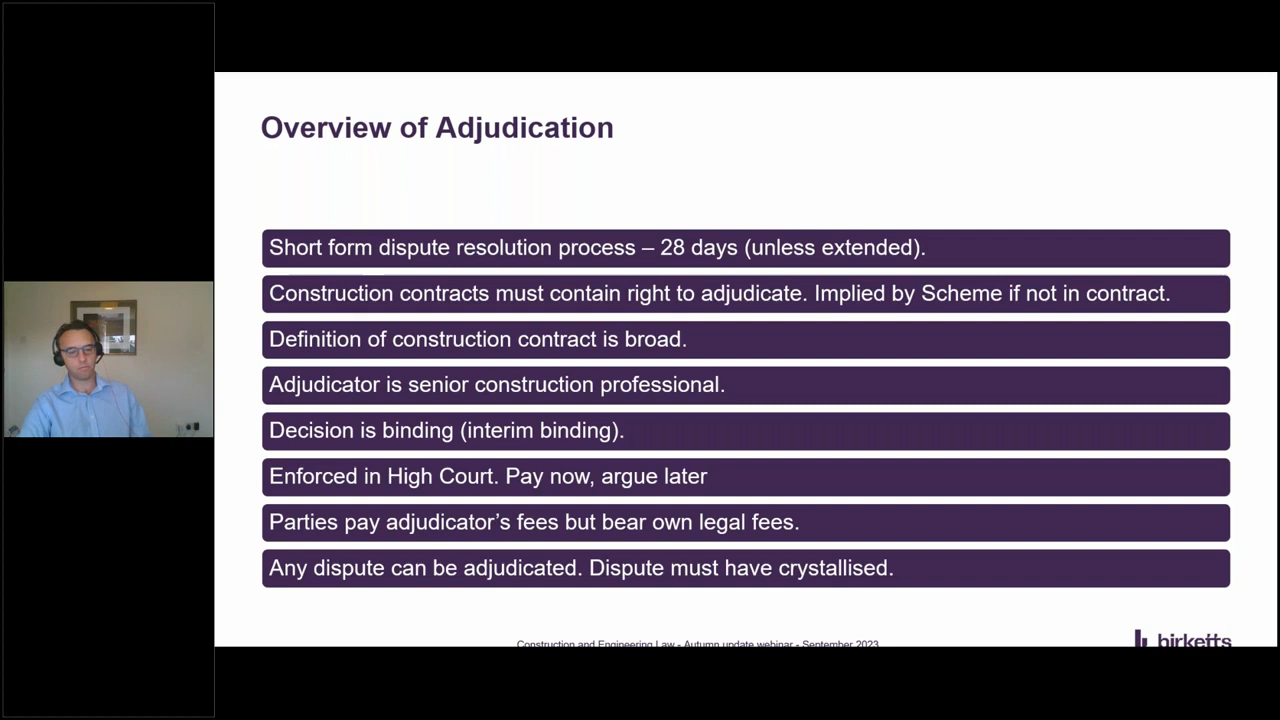 Overview of Adjudication
Short form dispute resolution process – 28 days (unless extended).
Construction contracts must contain right to adjudicate. Implied by Scheme if not in contract.
Definition of construction contract is broad.
Adjudicator is senior construction professional.
Decision is binding (interim binding).
Enforced in High Court. Pay now, argue later
Parties pay adjudicator’s fees but bear own legal fees.
Any dispute can be adjudicated. Dispute must have crystallised.
Construction and Engineering Law - Autumn update webinar - September 2023
birketts